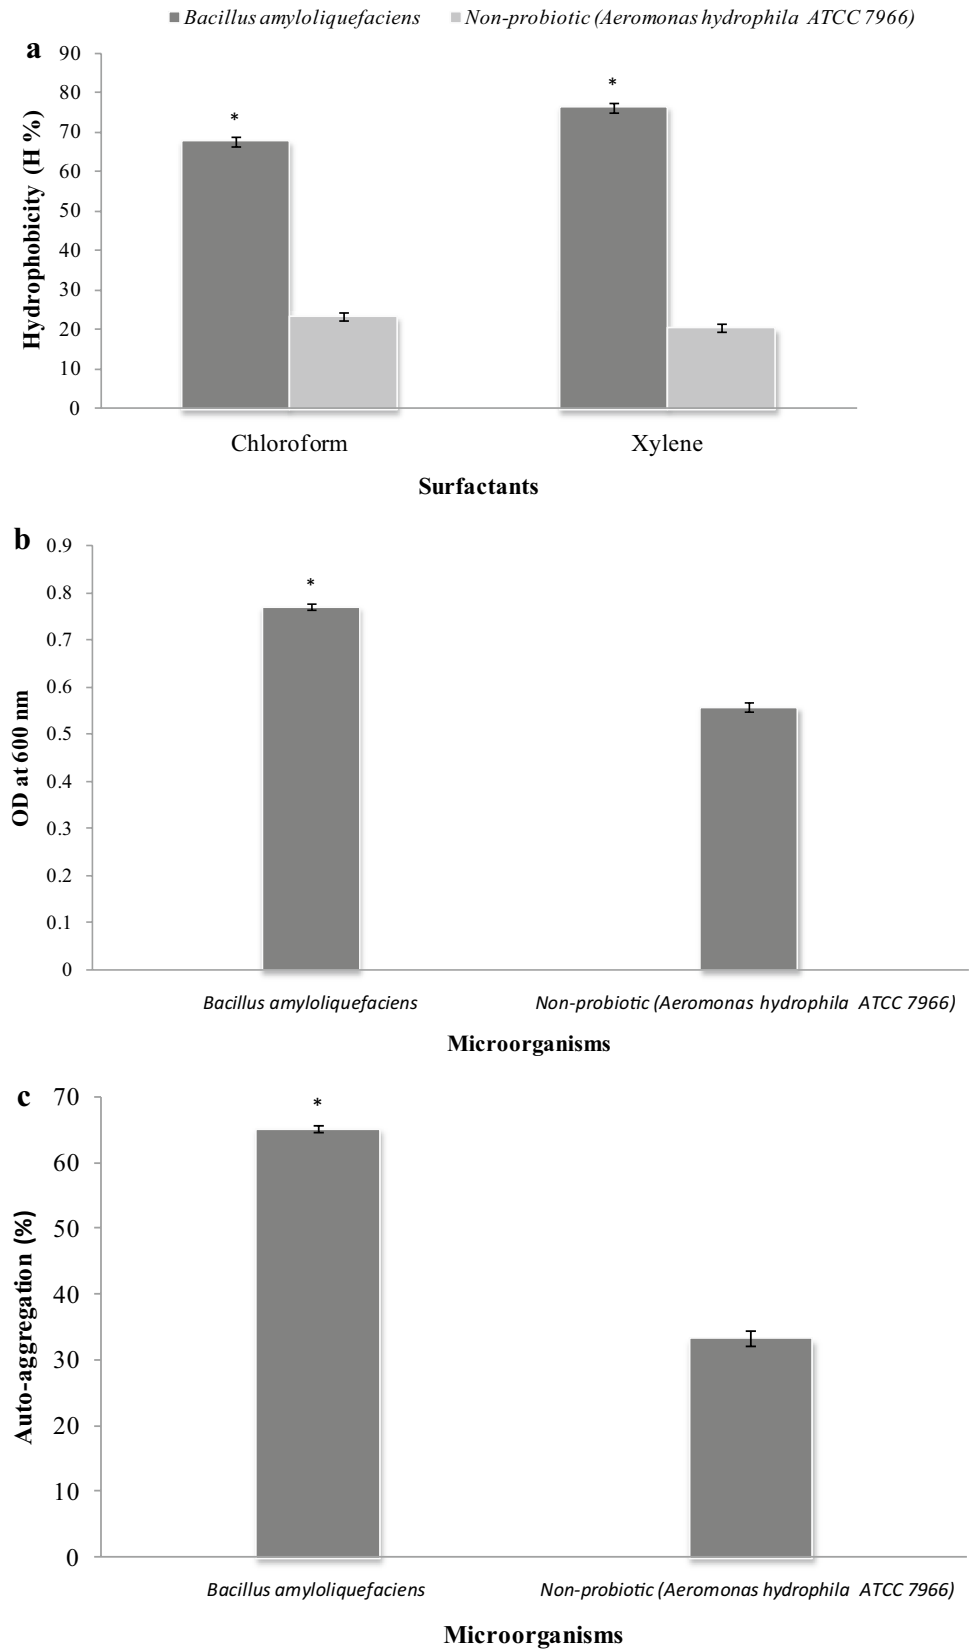 Bacillus amyloliquefaciens Non-probiotic (Aeromonas hydrophila ATCC 7966)
a
90
80
70
60
50
40
30
20
10
0
Hydrophobicity (H %)
*
*
Chloroform Xylene
Surfactants
b
0.9
0.8
0.7
0.6
0.5
0.4
0.3
0.2
0.1
0
OD at 600 nm
*
Bacillus amyloliquefaciens Non-probiotic (Aeromonas hydrophila ATCC 7966)
Microorganisms
c
70
60
50
40
30
20
10
0
Auto-aggregation (%)
*
Bacillus amyloliquefaciens Non-probiotic (Aeromonas hydrophila ATCC 7966)
Microorganisms